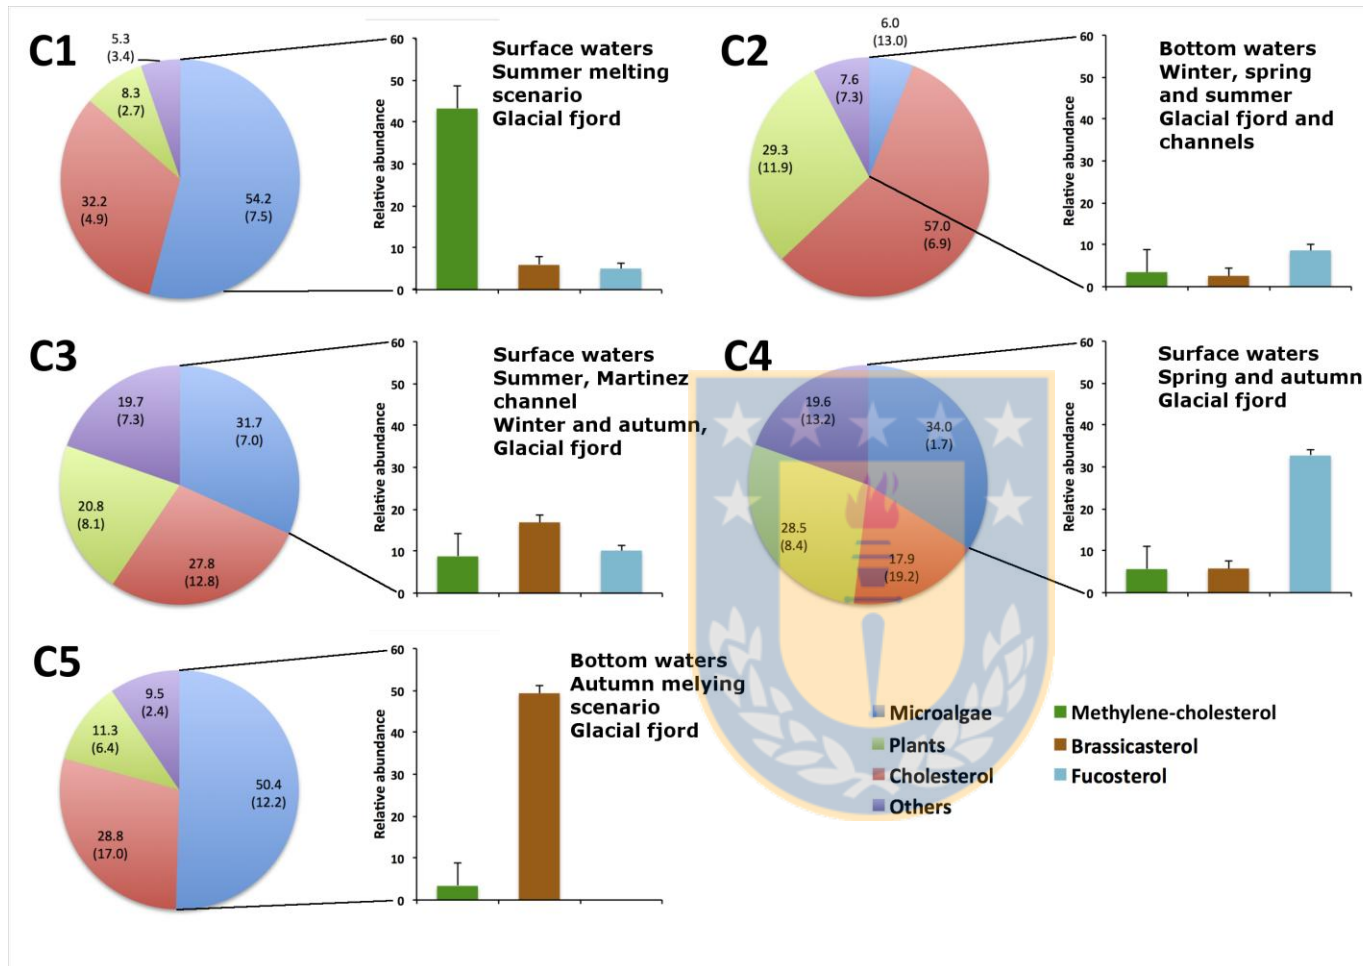 C1
5.3
(3.4)
8.3
(2.7)
32.2
(4.9)
54.2
(7.5)
Relative abundance
60
50
40
30
20
10
0
Surface waters
Summer melting
scenario
Glacial fjord
C2
6.0
(13.0)
7.6
(7.3)
29.3
(11.9)
57.0
(6.9)
Relative abundance
60
50
40
30
20
10
0
Bottom waters
Winter, spring
and summer
Glacial fjord and
channels
C3
19.7
(7.3)
31.7
(7.0)
20.8
(8.1)
27.8
(12.8)
Relative abundance
60
50
40
30
20
10
0
Surface waters
Summer, Martinez
channel
Winter and autumn,
Glacial fjord
C4
19.6
(13.2)
34.0
(1.7)
28.5
(8.4)
17.9
(19.2)
Relative abundance
60
50
40
30
20
10
0
Surface waters
Spring and autumn
Glacial fjord
C5
9.5
(2.4)
11.3
(6.4)
50.4
(12.2)
28.8
(17.0)
Relative abundance
60
50
40
30
20
10
0
Bottom waters
Autumn melying
scenario
Glacial fjord
Microalgae
Plants
Cholesterol
Others
Methylene-cholesterol
Brassicasterol
Fucosterol